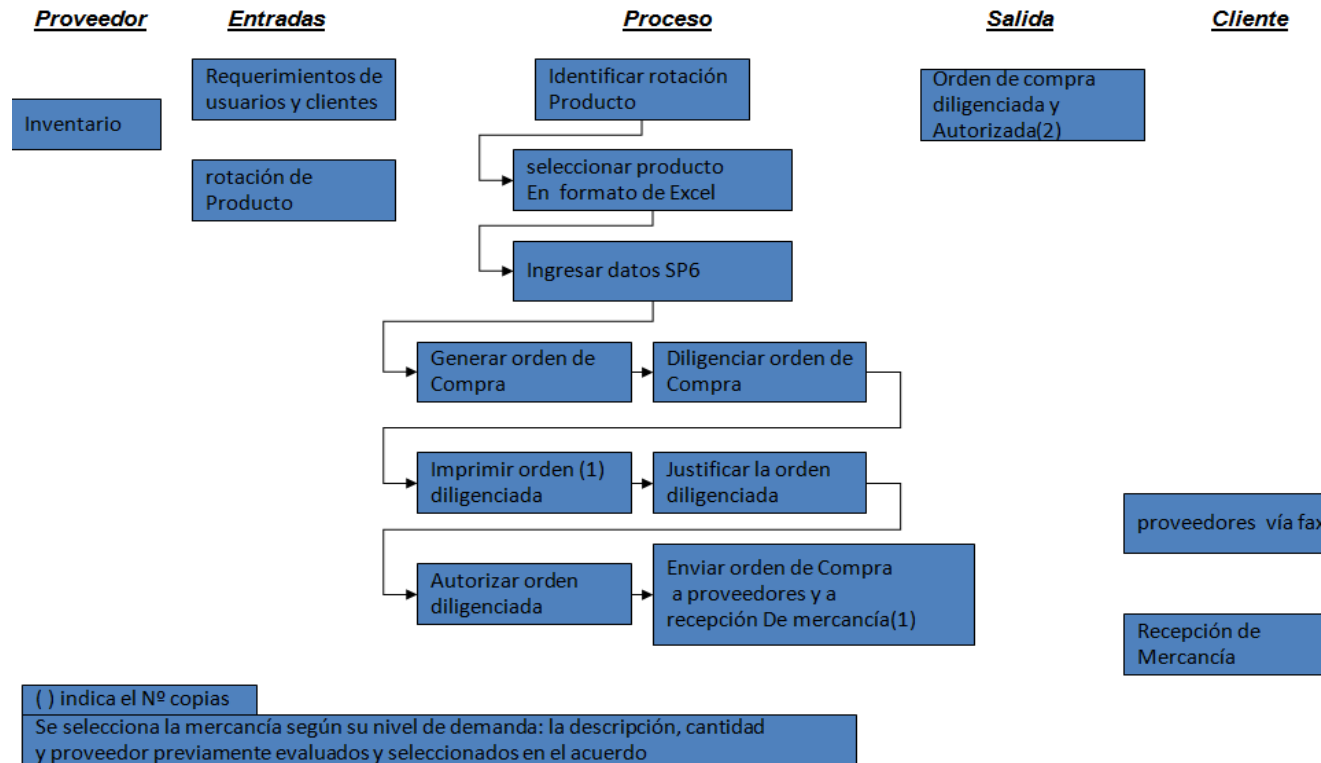 Proveedor
Entradas
Proceso
Salida
Cliente
Inventario
Requerimientos de
usuarios y clientes
rotación de
Producto
Identificar rotación
Producto
seleccionar producto
En formato de Excel
Ingresar datos SP6
Generar orden de
Compra
Diligenciar orden de
Compra
Imprimir orden (1)
diligenciada
Justificar la orden
diligenciada
Autorizar orden
diligenciada
Enviar orden de Compra
a proveedores y a
recepción De mercancía(1)
Orden de compra
diligenciada y
Autorizada(2)
proveedores vía fax
Recepción de
Mercancía
( ) indica el Nº copias
Se selecciona la mercancía según su nivel de demanda: la descripción, cantidad
y proveedor previamente evaluados y seleccionados en el acuerdo